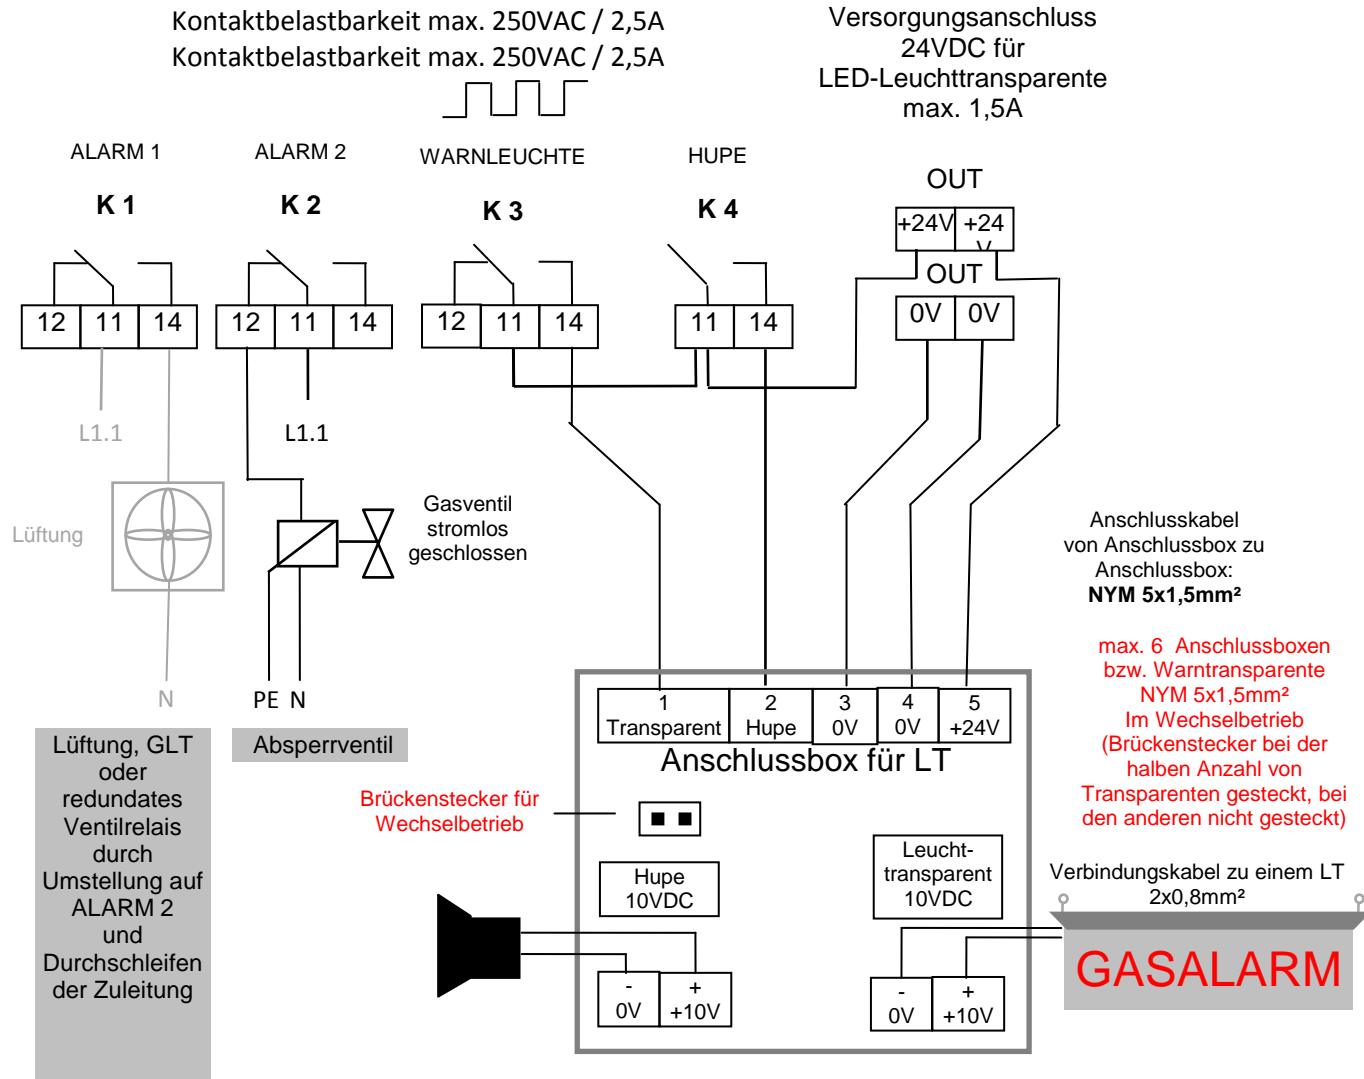 Kontaktbelastbarkeit max. 250VAC / 2,5A
Kontaktbelastbarkeit max. 250VAC / 2,5A
Versorgungsanschluss
24VDC für
LED-Leuchttransparente
max. 1,5A
ALARM 1
ALARM 2
WARNLEUCHTE
HUPE
K 1
K 2
K 3
K 4
OUT
+24V +24
V
OUT
0V 0V
12 11 14
12 11 14
12 11 14
11 14
L1.1
L1.1
Lüftung
Gasventil
stromlos
geschlossen
N
PE N
Lüftung, GLT
oder
redundates
Ventilrelais
durch
Umstellung auf
ALARM 2
und
Durchschleifen
der Zuleitung
Absperrventil
Anschlusskabel
von Anschlussbox zu
Anschlussbox:
NYM 5x1,5mm²
max. 6 Anschlussboxen
bzw. Warntransparente
NYM 5x1,5mm²
Im Wechselbetrieb
(Brückenstecker bei der
halben Anzahl von
Transparenten gesteckt, bei
den anderen nicht gesteckt)
1 2 3 4 5
Transparent Hupe 0V 0V +24V
Anschlussbox für LT
Brückenstecker für
Wechselbetrieb
Hupe
10VDC
Leucht-
transparent
10VDC
Verbindungskabel zu einem LT
2x0,8mm²
GASALARM
- +
0V +10V
- +
0V +10V